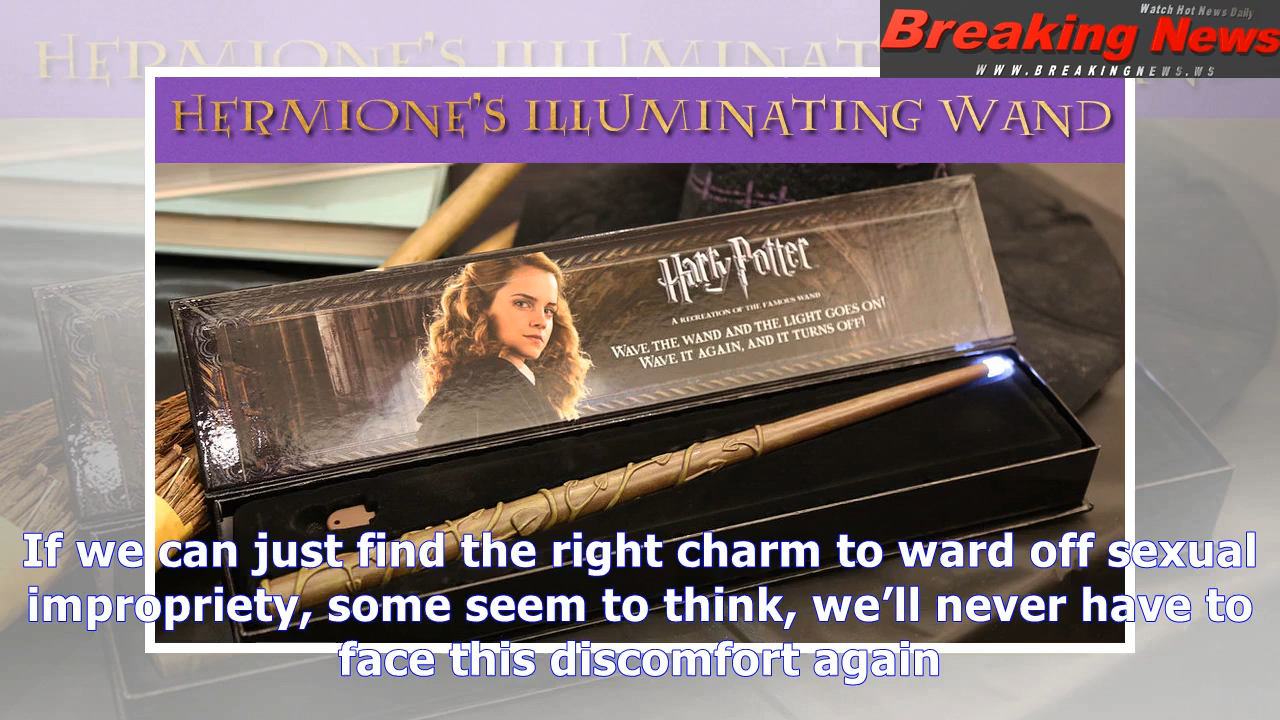 Watch Hot News Daily
Breaking News
WWW.BREAKINGNEWS.WS
HERMIONE'S ILLUMINATING WAND
Harry Potter
A RECREATION OF THE FAMOUS WAND
WAVE THE WAND AND THE LIGHT GOES ON!
WAVE IT AGAIN, AND IT TURNS OFF!
If we can just find the right charm to ward off sexual
impropriety, some seem to think, we’ll never have to
face this discomfort again